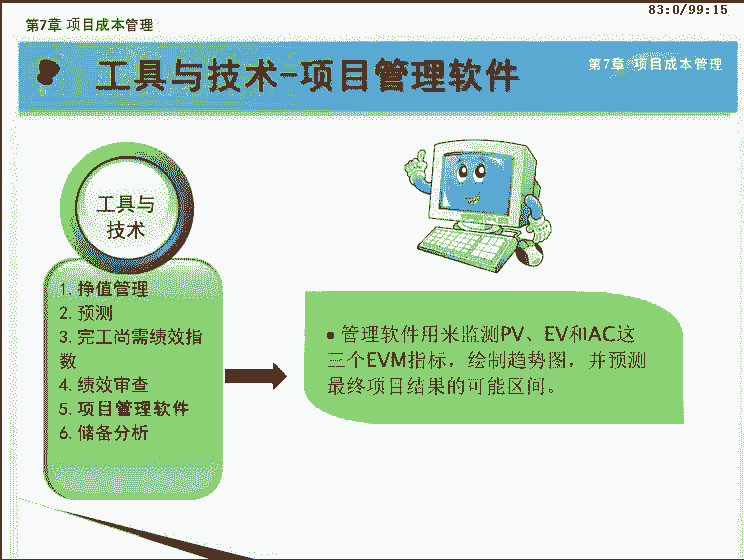 83:0/99:15
第7章 项目成本管理
工具与技术-项目管理软件
第7章 项目成本管理
工具与
技术
1. 挣值管理
2. 预测
3. 完工尚需绩效指
数
4. 绩效审查
5. 项目管理软件
6. 储备分析
• 管理软件用来监测PV、EV和AC这
三个EVM指标，绘制趋势图，并预测
最终项目结果的可能区间。